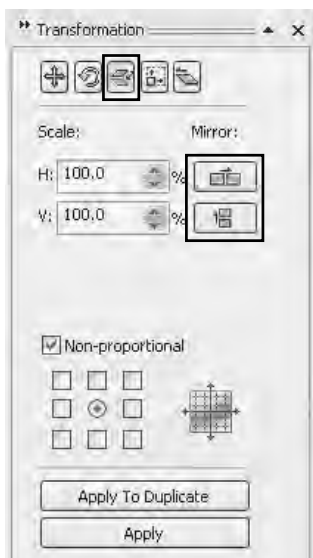 Transformation
Scale: Mirror:
H: 100.0 %
V: 100.0 %
Non-proportional
Apply To Duplicate
Apply